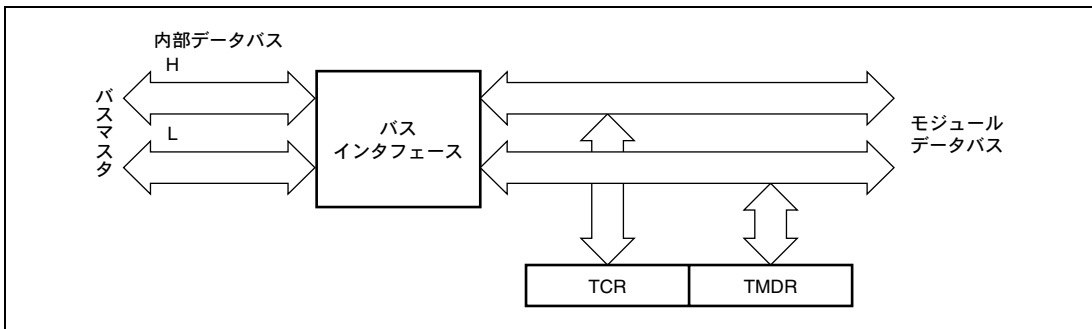 内部データバス
H
バスマスタ
L
バス
インタフェース
モジュール
データバス
TCR
TMDR